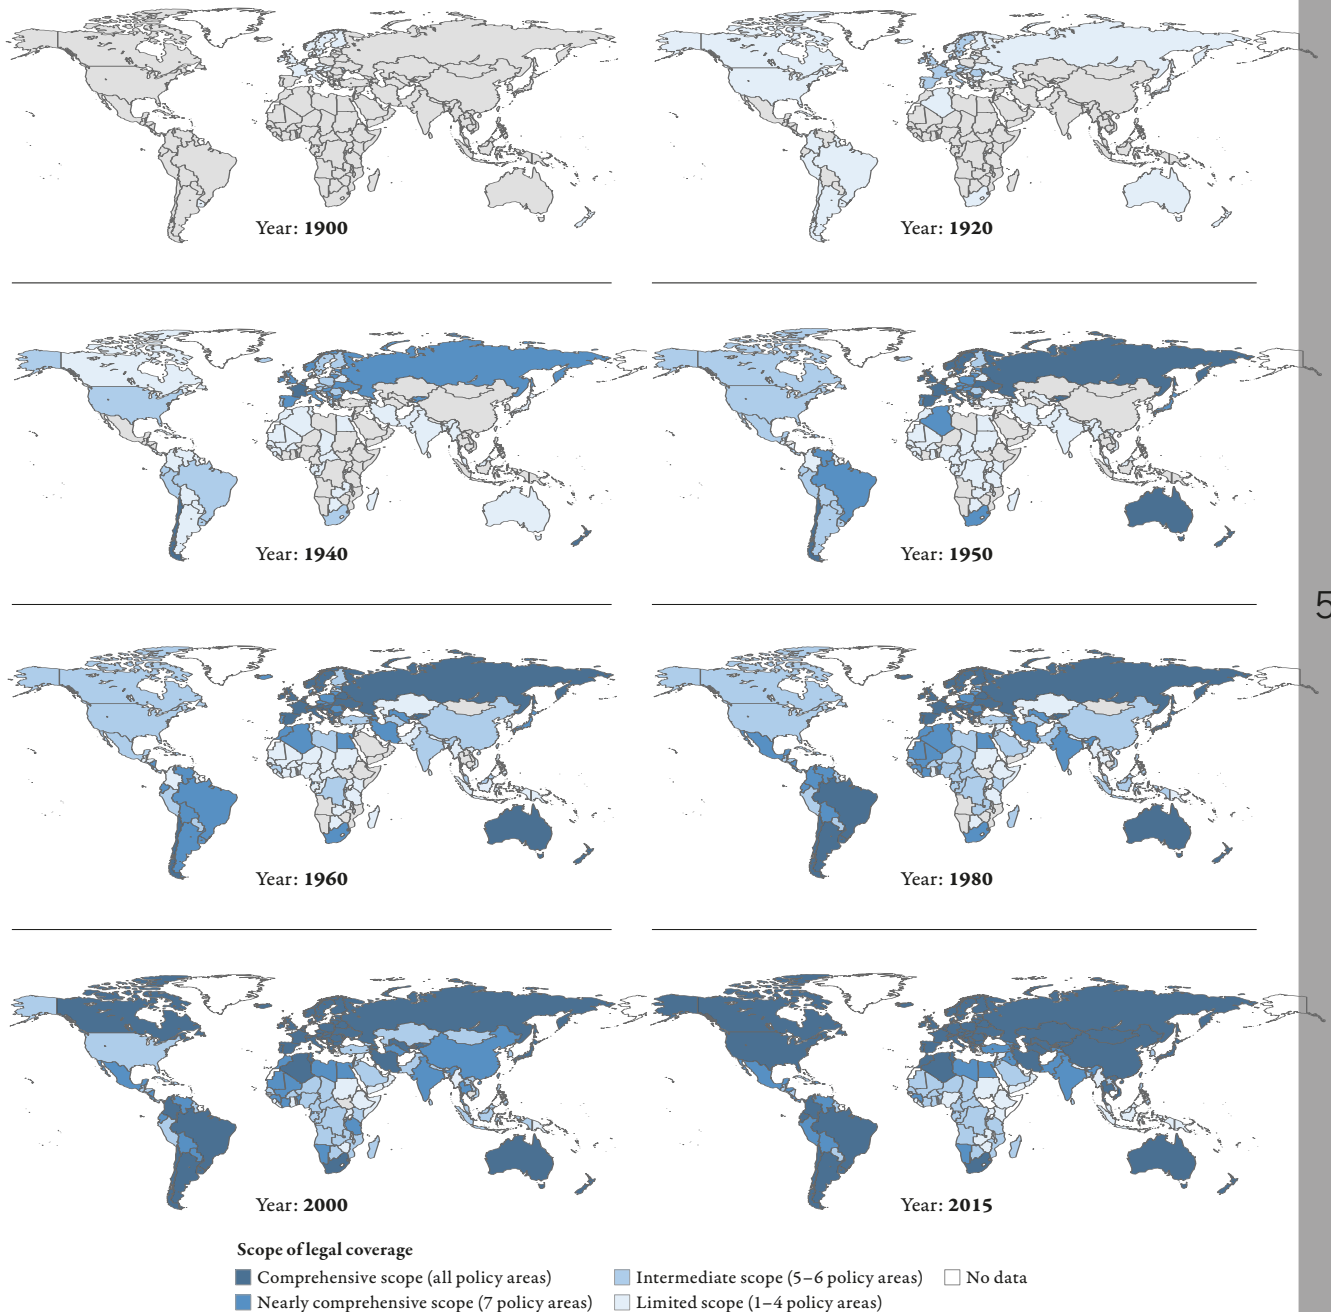 Year: 1900
Year: 1920
Year: 1940
Year: 1950
5
Year: 1960
Year: 1980
Year: 2000
Year: 2015
Scope of legal coverage
Comprehensive scope (all policy areas)
Intermediate scope (5–6 policy areas)
No data
Nearly comprehensive scope (7 policy areas)
Limited scope (1–4 policy areas)